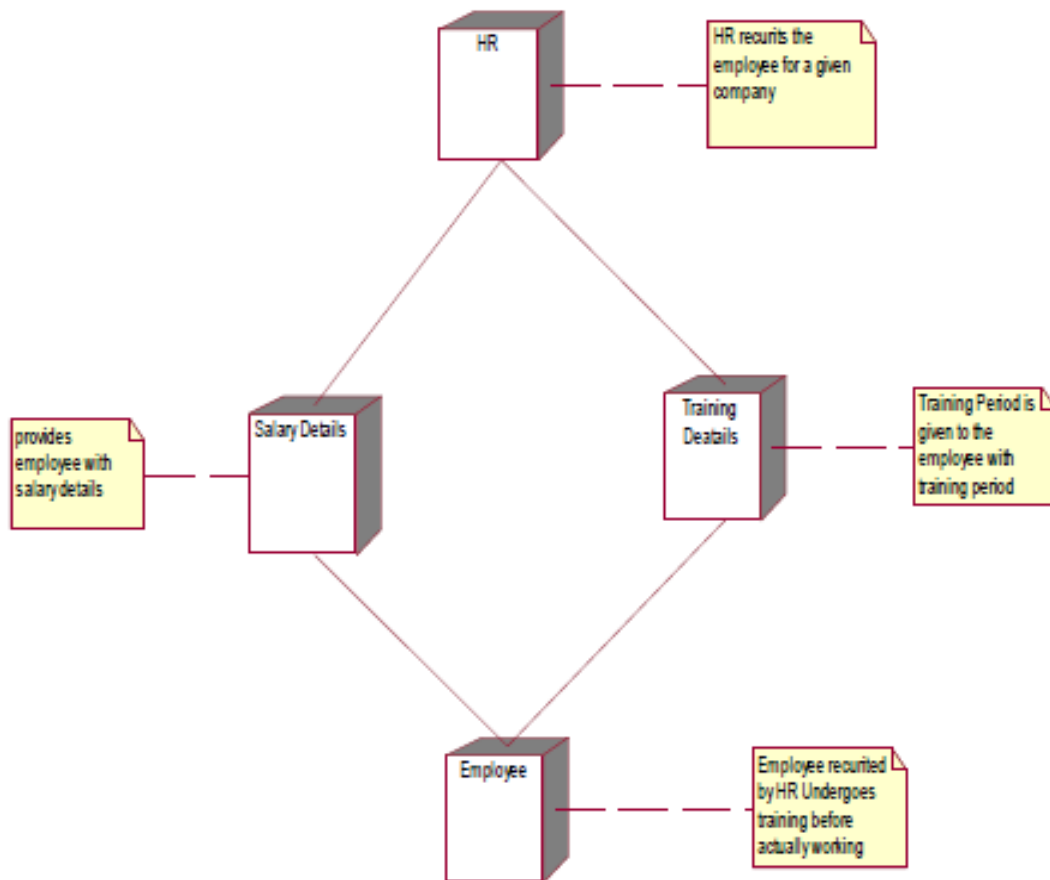 HR
HR recurits the
employee for a given
company
Salary Details
Training
Deatails
provides
employee with
salary details
Training Period is
given to the
employee with
training period
Employee
Employee recurited
by HR Undergoes
training before
actually working